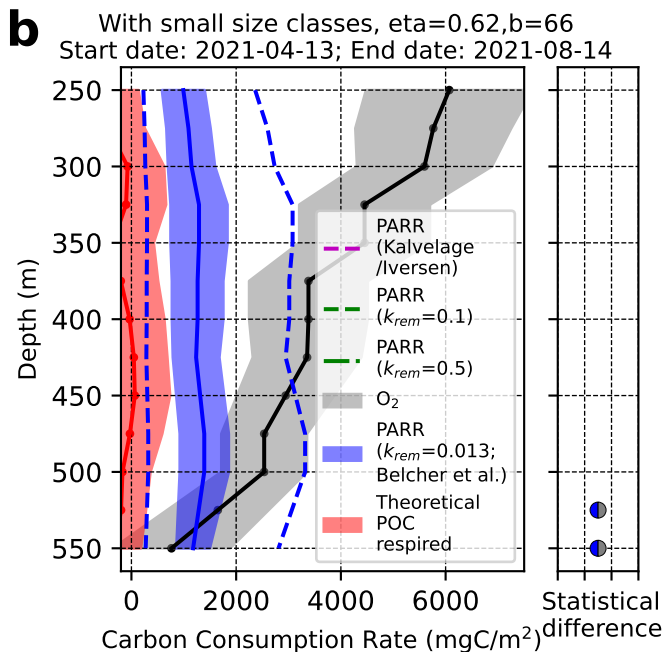 b
With small size classes, eta=0.62,b=66
Start date: 2021-04-13; End date: 2021-08-14
250
300
350
400
450
500
550
Depth (m)
PARR
(Kalvelage
/Iversen)
PARR
(k_rem=0.1)
PARR
(k_rem=0.5)
O₂
PARR
(k_rem=0.013;
Belcher et al.)
Theoretical
POC
respired
0 2000 4000 6000
Carbon Consumption Rate (mgC/m²)
Statistical
difference